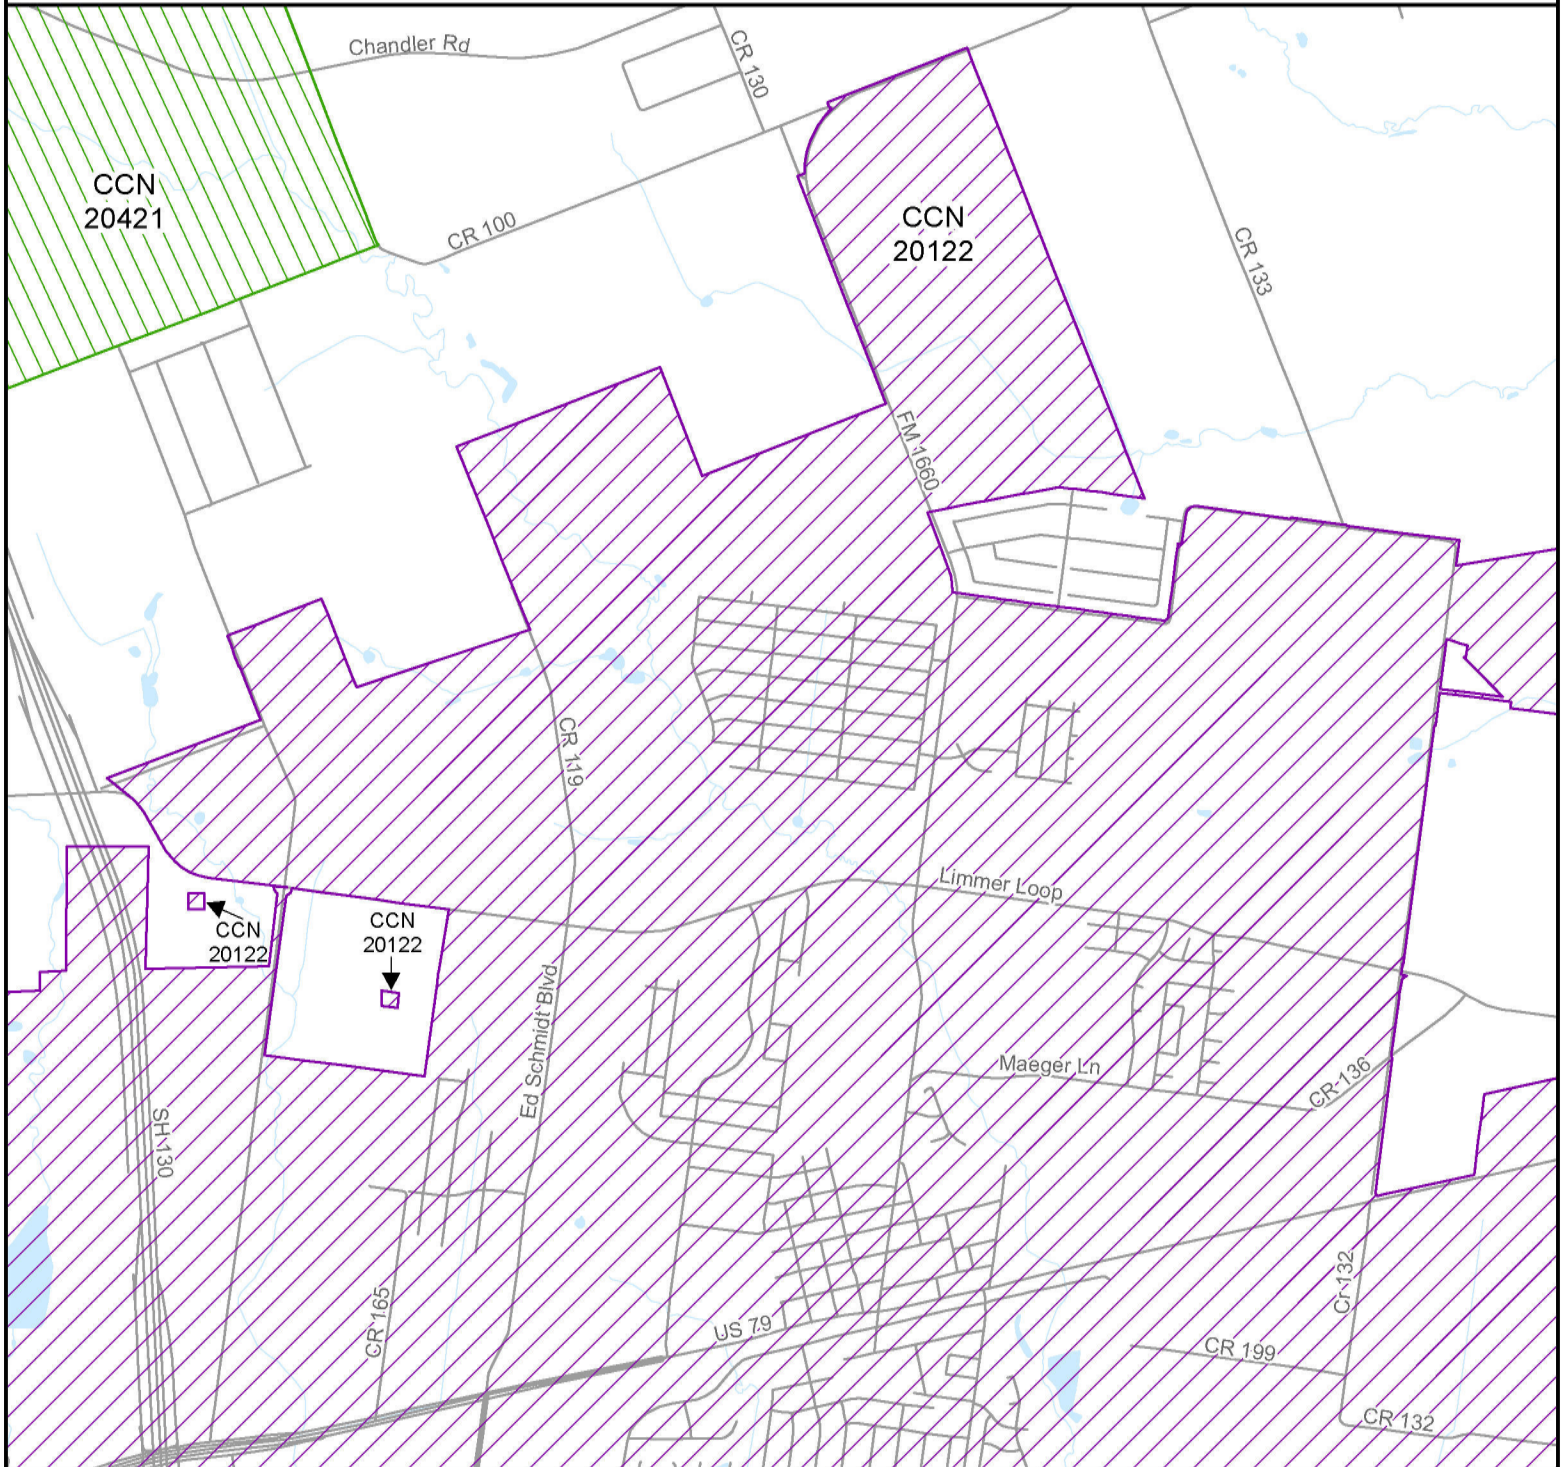 Chandler Rd
CR 130
CCN
20421
CCN
20122
CR 100
CR 133
FM 1660
CR 119
Limmer Loop
CCN
20122
CCN
20122
Ed Schmidt Blvd
Maeger Ln
CR 136
SH 130
Cr 132
CR 165
US 79
CR 199
CR 132